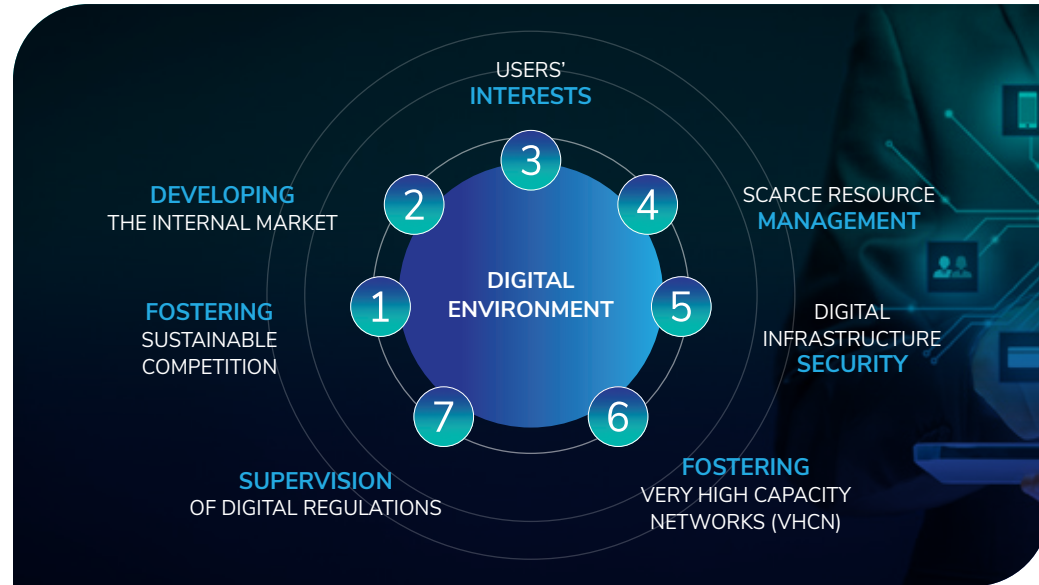 USERS'
INTERESTS
3
2
4
DEVELOPING
THE INTERNAL MARKET
SCARCE RESOURCE
MANAGEMENT
DIGITAL
ENVIRONMENT
1
5
FOSTERING
SUSTAINABLE
COMPETITION
DIGITAL
INFRASTRUCTURE
SECURITY
7
6
SUPERVISION
OF DIGITAL REGULATIONS
FOSTERING
VERY HIGH CAPACITY
NETWORKS (VHCN)